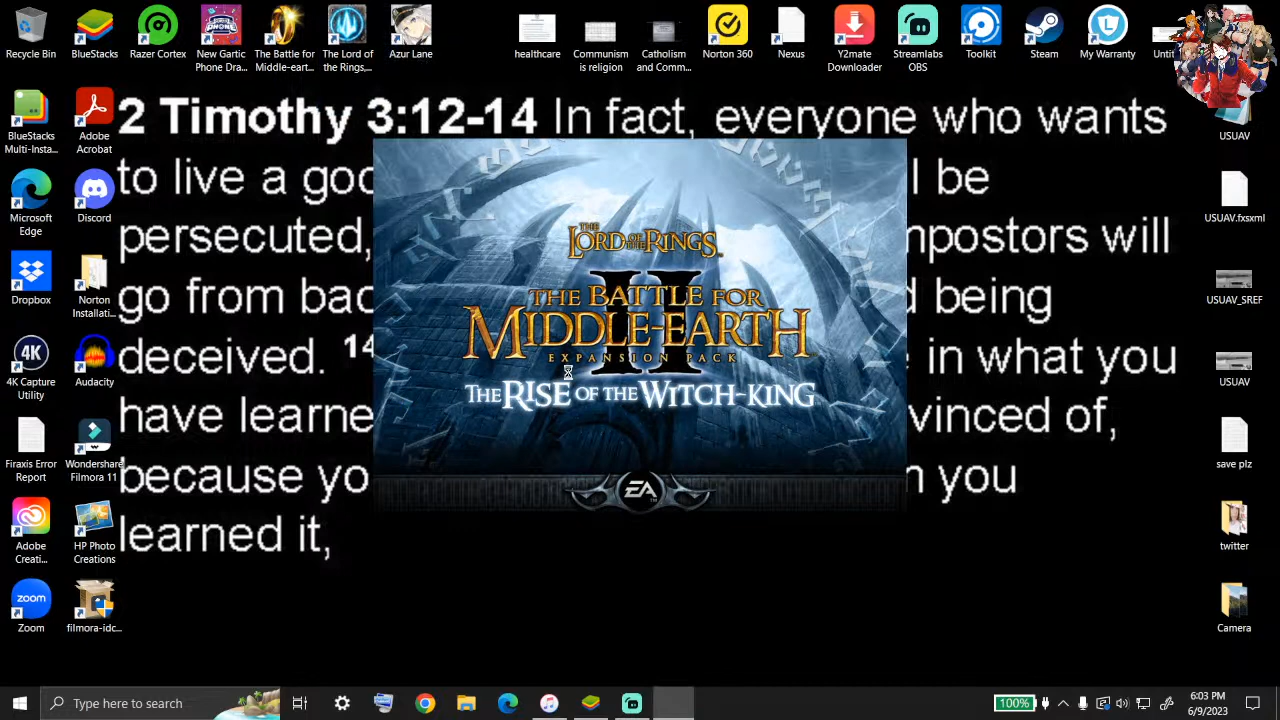 Recycle Bin
BlueStacks
Razer Cortex
New Gartic
Phone Dra...
The Battle for
Middle-eart...
The Lord of
the Rings,...
Azur Lane
healthcare
Communism
is religion
Catholism
and Comm...
Norton 360
Nexus
Y2mate
Downloader
Streamlabs
OBS
Toolkit
Steam
My Warranty
Untit
BlueStacks
Multi-Insta...
Adobe
Acrobat
USUAV
2 Timothy 3:12-14 In fact, everyone who wants
to live a goo
l be
persecuted,
mpostors will
go from bac
d being
deceived. 14
e in what you
have learne
vinced of,
because yo
m you
learned it,
THE LORD OF THE RINGS™
II
THE BATTLE FOR
MIDDLE-EARTH™
EXPANSION PACK
THE RISE OF THE WITCH-KING™
EA™
Microsoft
Edge
Discord
USUAV.fxsxml
Dropbox
Norton
Installati...
USUAV_SREF
4K Capture
Utility
Audacity
USUAV
Firaxis Error
Report
Wondershare
Filmora 11
save plz
Adobe
Creati...
HP Photo
Creations
twitter
zoom
Zoom
filmora-idc...
Camera
Type here to search
100%
6:03 PM
6/9/2023